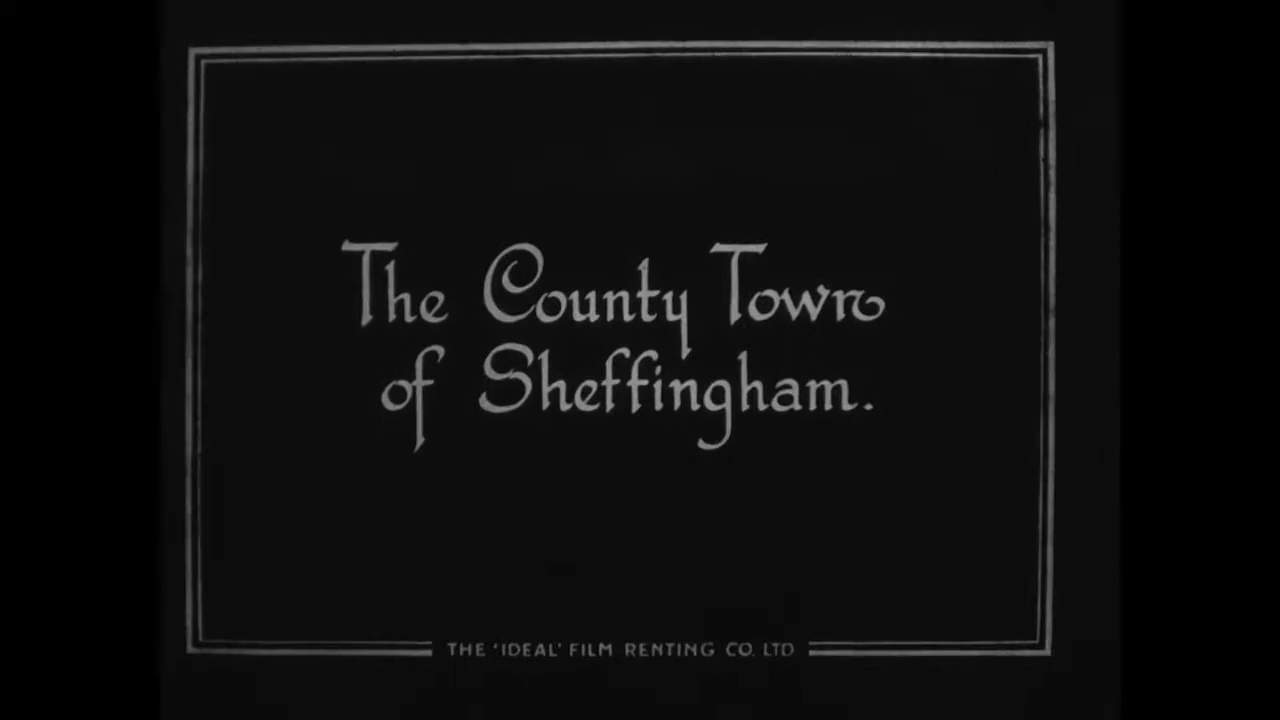 The County Town
of Sheffingham.
THE 'IDEAL' FILM RENTING CO. LTD